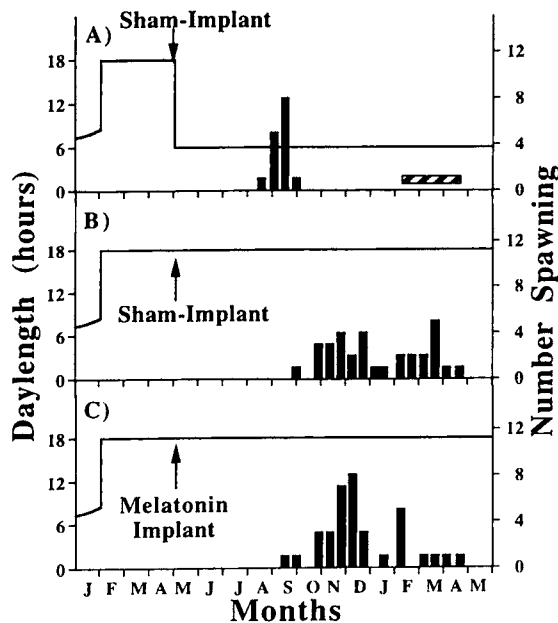 Sham-Implant
A)
18
12
6
0
12
8
4
0
B)
Sham-Implant
18
12
6
0
12
8
4
0
C)
Melatonin
Implant
18
12
6
0
12
8
4
0
J F M A M J J A S O N D J F M A M
Months
Daylength (hours)
Number Spawning